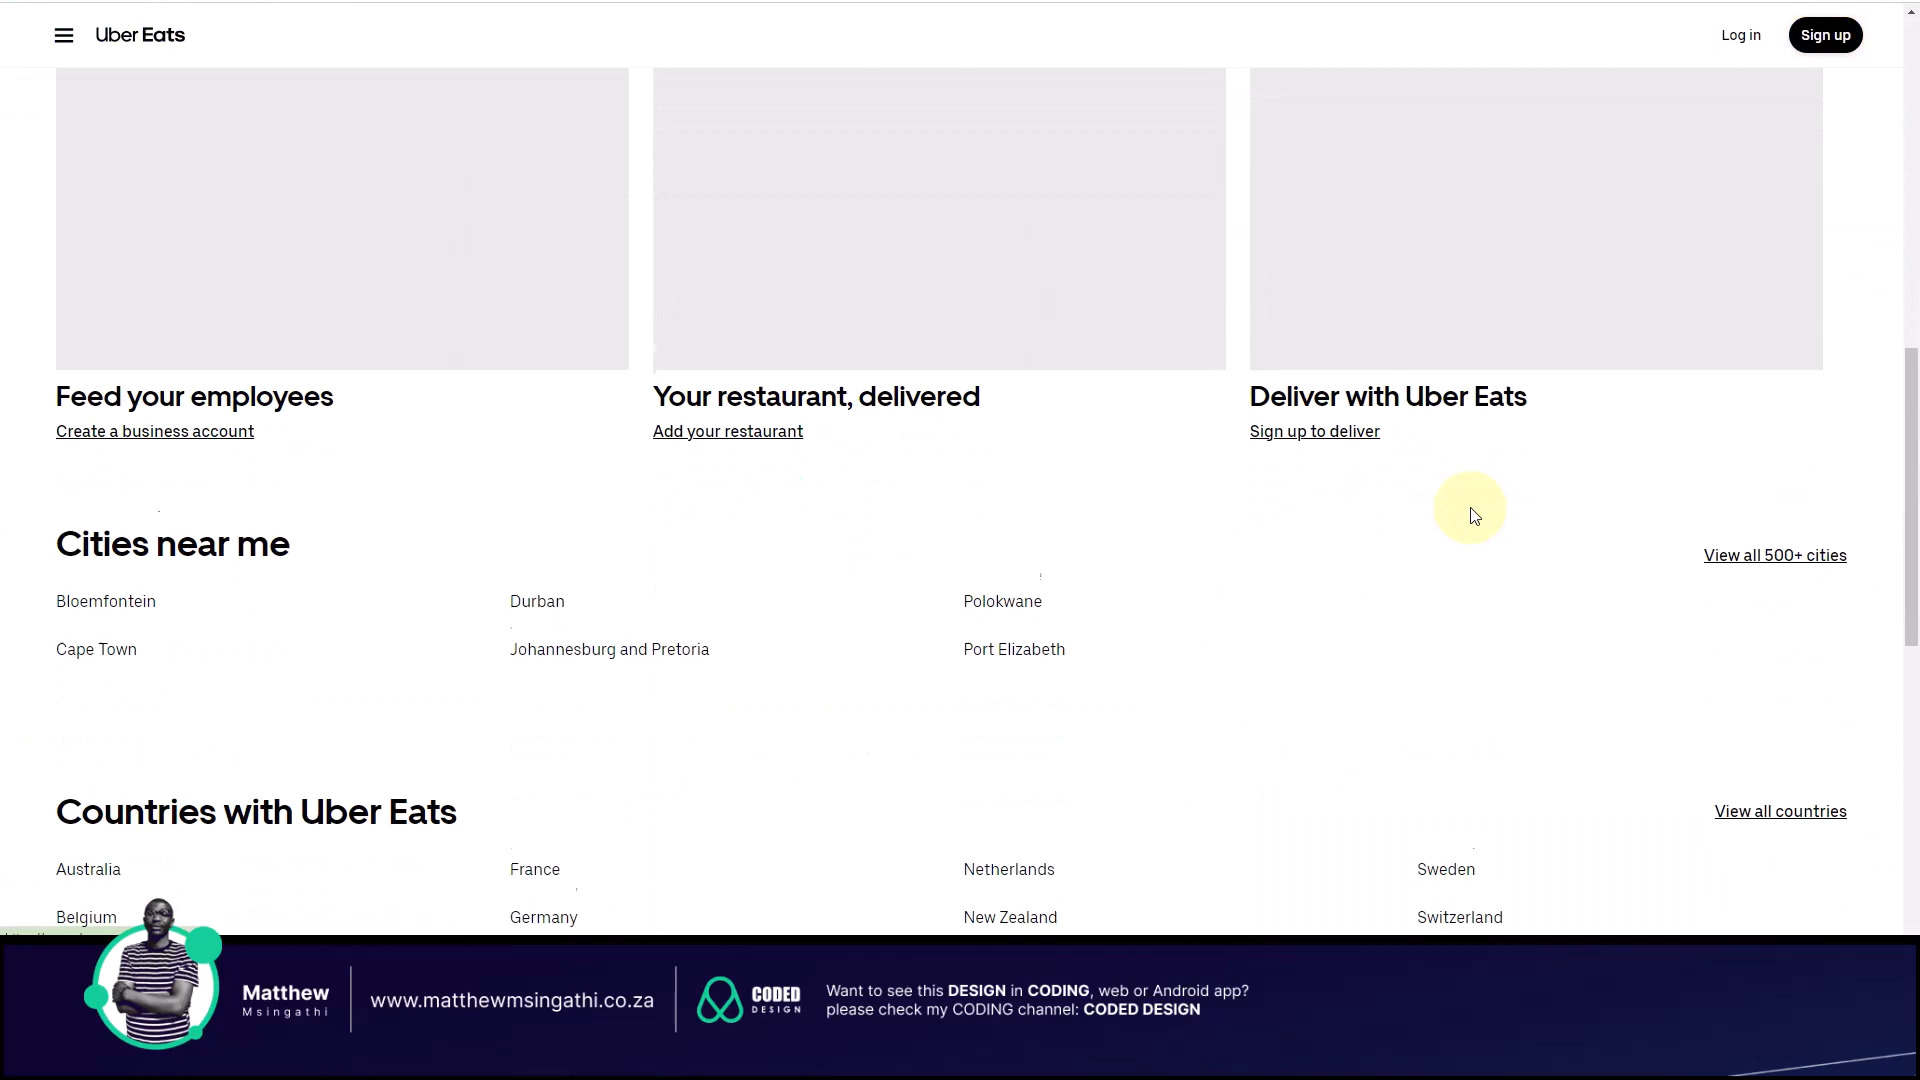 Uber Eats
Log in
Sign up
Feed your employees
Create a business account
Your restaurant, delivered
Add your restaurant
Deliver with Uber Eats
Sign up to deliver
Cities near me
View all 500+ cities
Bloemfontein
Durban
Polokwane
Cape Town
Johannesburg and Pretoria
Port Elizabeth
Countries with Uber Eats
View all countries
Australia
France
Netherlands
Sweden
Belgium
Germany
New Zealand
Switzerland
Matthew
Msingathi
www.matthewmsingathi.co.za
CODED
DESIGN
Want to see this DESIGN in CODING, web or Android app?
please check my CODING channel: CODED DESIGN